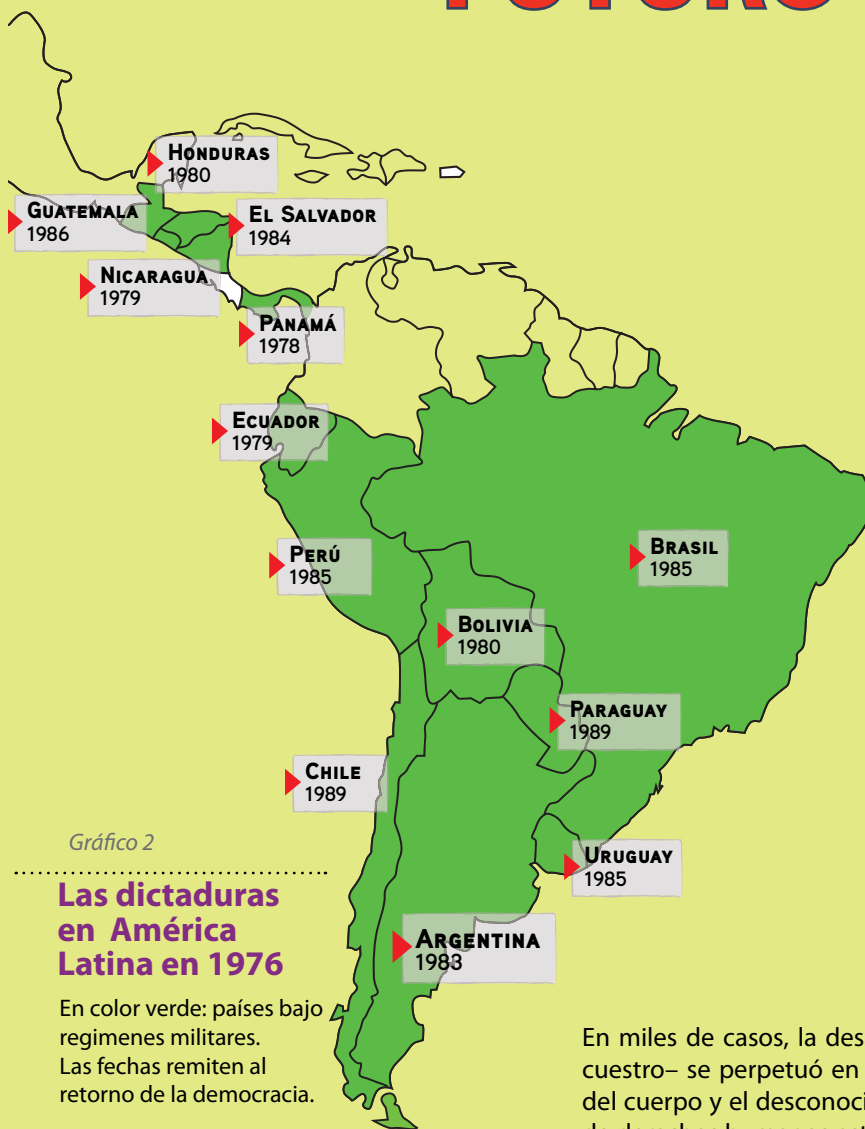 FUTURO
HONDURAS
1980
GUATEMALA
1986
EL SALVADOR
1984
NICARAGUA
1979
PANAMÁ
1978
ECUADOR
1979
PERÚ
1985
BRASIL
1985
BOLIVIA
1980
PARAGUAY
1989
CHILE
1989
URUGUAY
1985
ARGENTINA
1983
Gráfico 2
Las dictaduras
en América
Latina en 1976
En color verde: países bajo
regimenes militares.
Las fechas remiten al
retorno de la democracia.
En miles de casos, la des
cuestro– se perpetuó en
del cuerpo y el desconoci